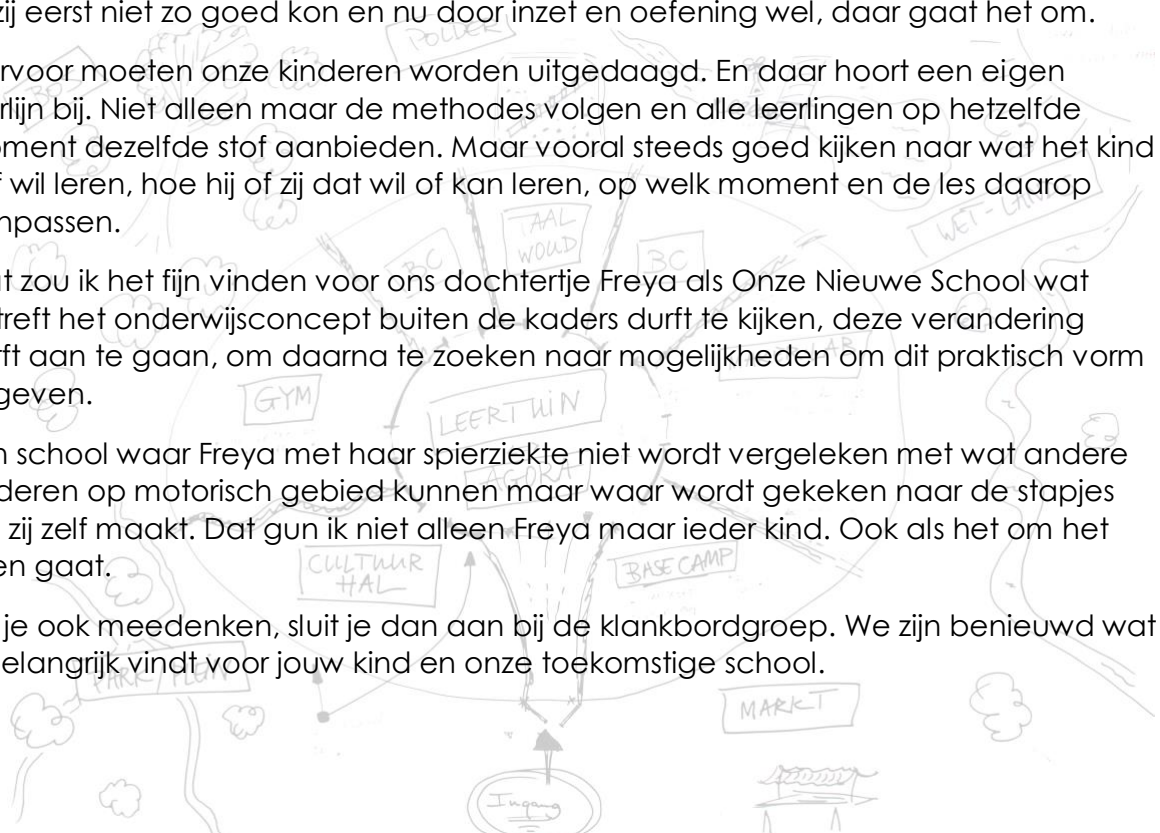 zij eerst niet zo goed kon en nu door inzet en oefening wel, daar gaat het om.
POLDER
rvoor moeten onze kinderen worden uitgedaagd. En daar hoort een eigen
rlijn bij. Niet alleen maar de methodes volgen en alle leerlingen op hetzelfde
ment dezelfde stof aanbieden. Maar vooral steeds goed kijken naar wat het kind
f wil leren, hoe hij of zij dat wil of kan leren, op welk moment en de les daarop
npassen.
WET-LAND
AAL
WOUD
BC
BC
t zou ik het fijn vinden voor ons dochtertje Freya als Onze Nieuwe School wat
treft het onderwijsconcept buiten de kaders durft te kijken, deze verandering
rft aan te gaan, om daarna te zoeken naar mogelijkheden om dit praktisch vorm
geven.
GYM
LEERTUIN
AGORA
n school waar Freya met haar spierziekte niet wordt vergeleken met wat andere
deren op motorisch gebied kunnen maar waar wordt gekeken naar de stapjes
zij zelf maakt. Dat gun ik niet alleen Freya maar ieder kind. Ook als het om het
en gaat.
CULTUUR
HAL
BASE CAMP
je ook meedenken, sluit je dan aan bij de klankbordgroep. We zijn benieuwd wat
elangrijk vindt voor jouw kind en onze toekomstige school.
PARK / PLEIN
MARKT
Ingang